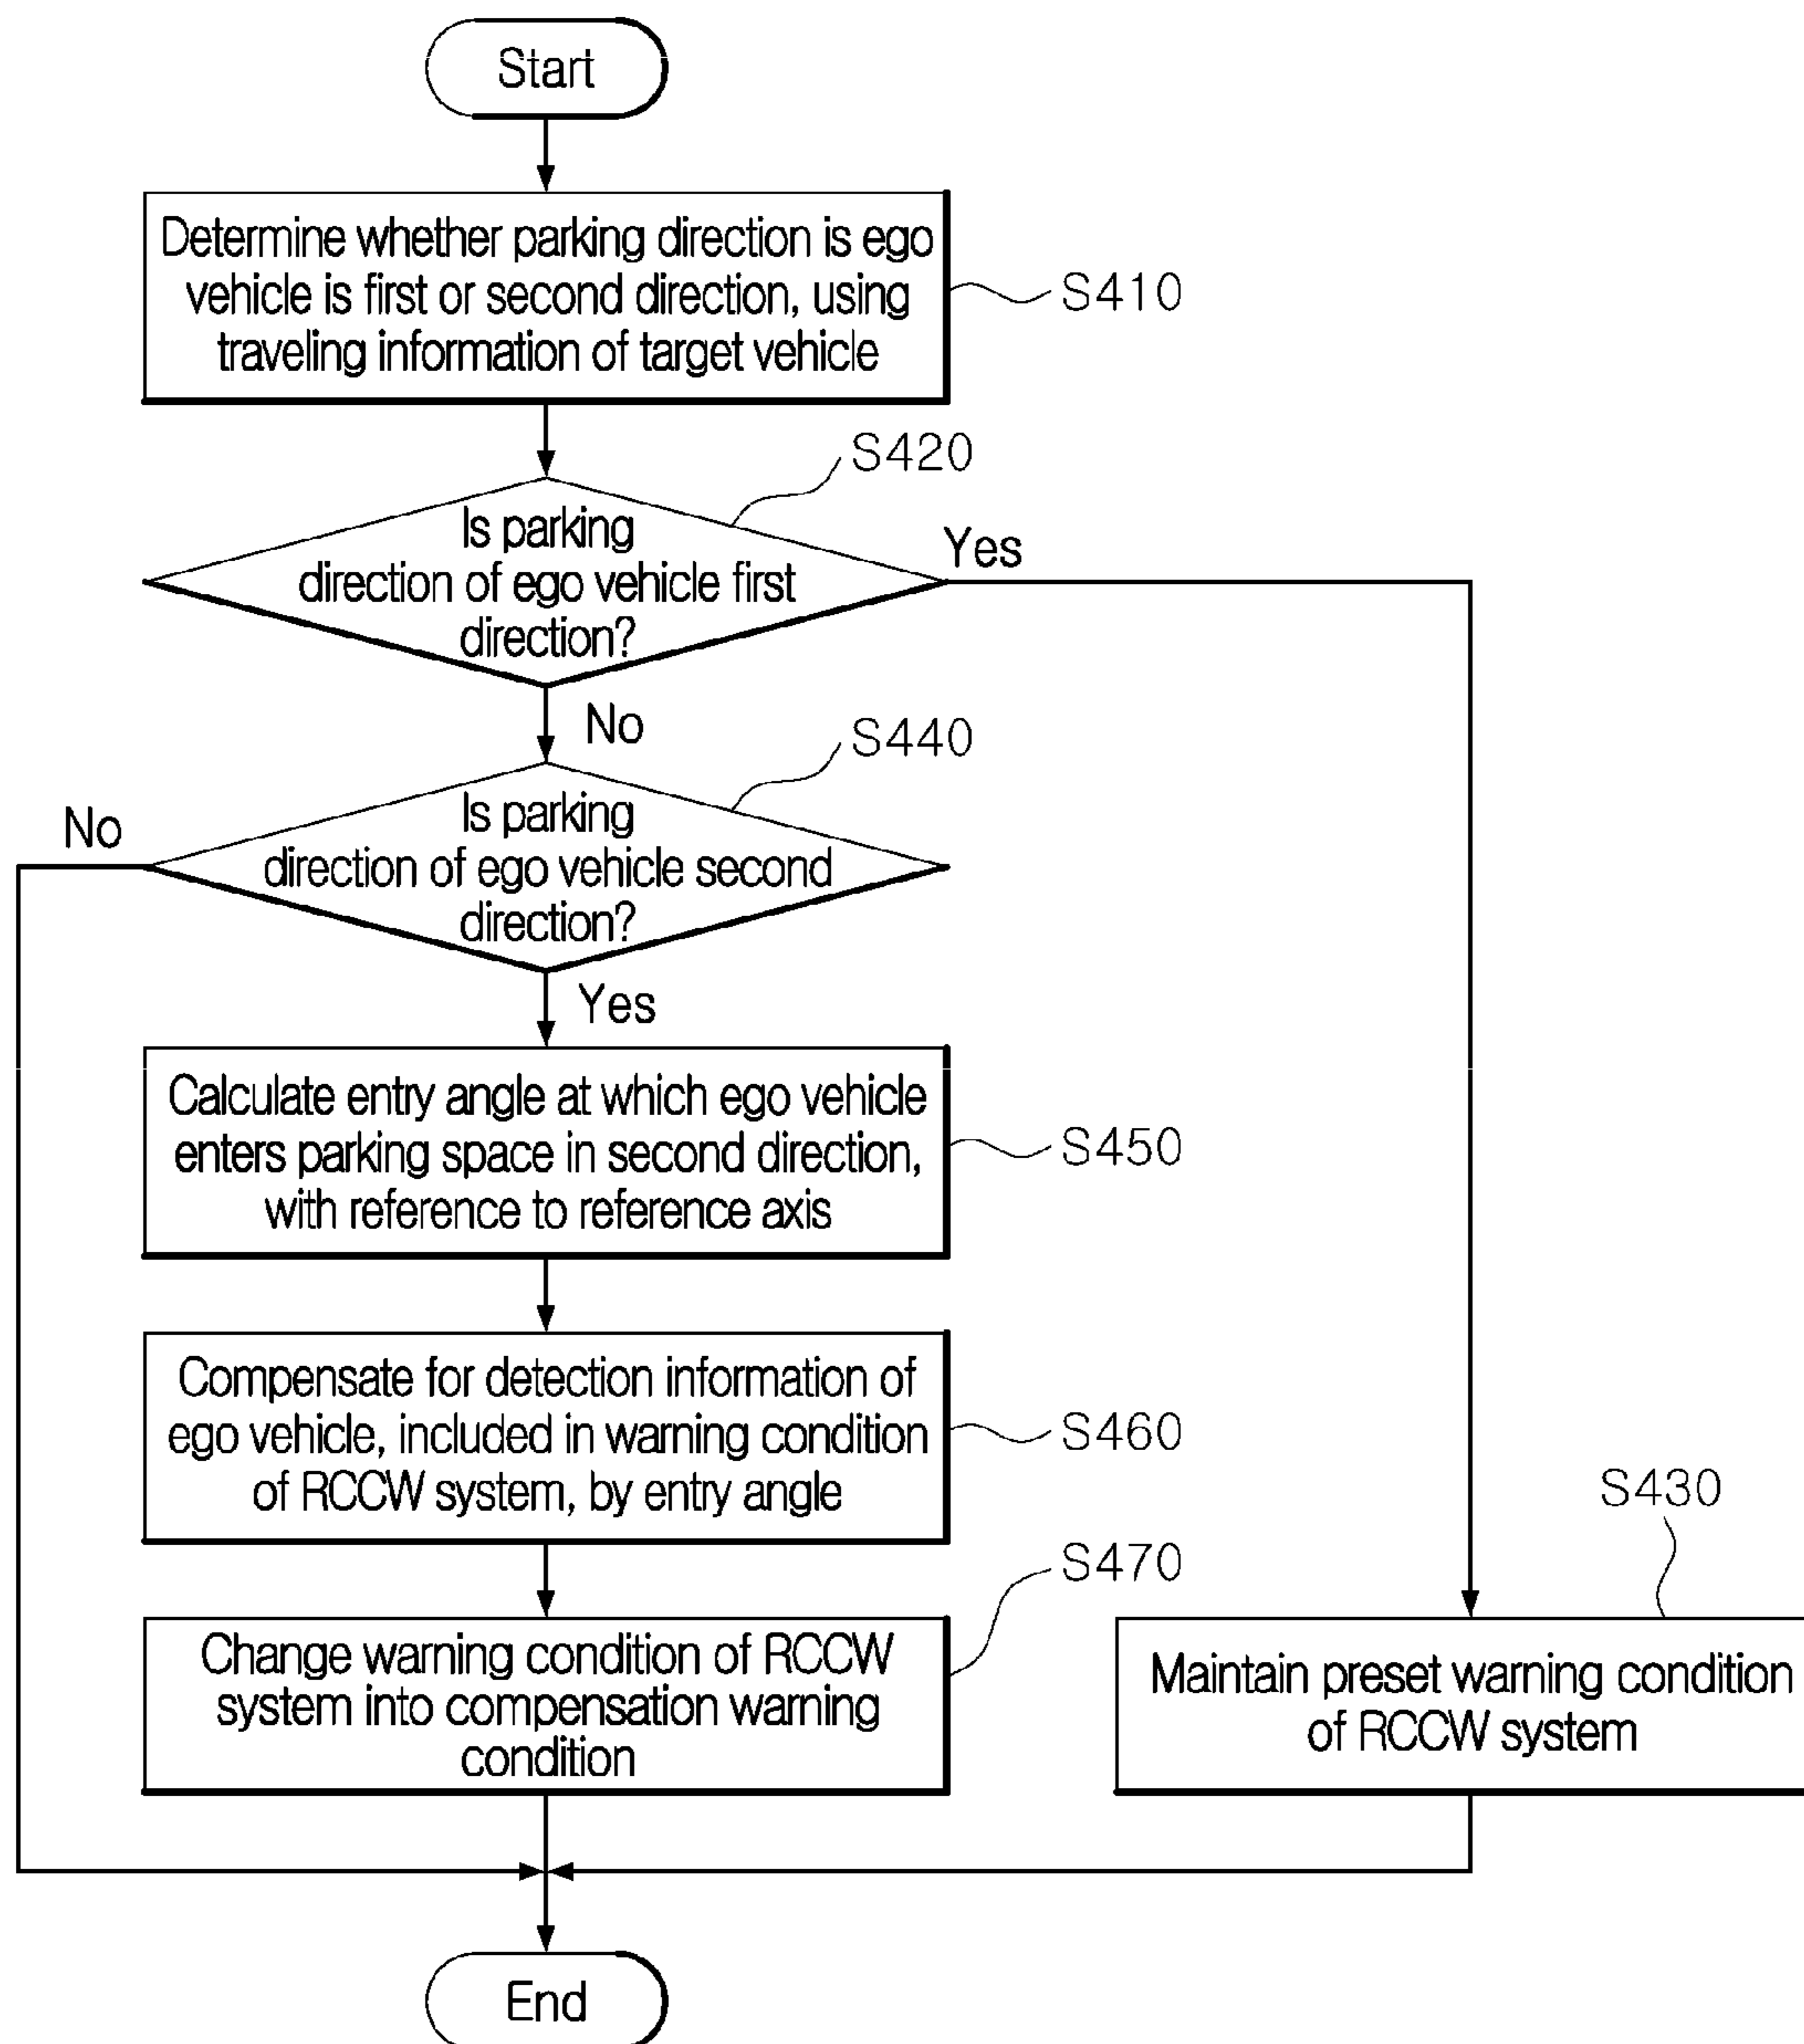 Start
Determine whether parking direction is ego
vehicle is first or second direction, using
traveling information of target vehicle
S410
S420
Is parking
direction of ego vehicle first
direction?
Yes
No
S440
Is parking
direction of ego vehicle second
direction?
No
Yes
Calculate entry angle at which ego vehicle
enters parking space in second direction,
with reference to reference axis
S450
Compensate for detection information of
ego vehicle, included in warning condition
of RCCW system, by entry angle
S460
S470
Change warning condition of RCCW
system into compensation warning
condition
S430
Maintain preset warning condition
of RCCW system
End